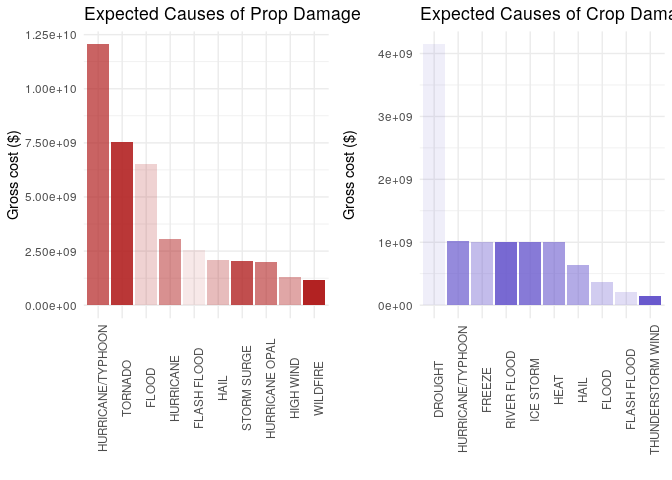 Expected Causes of Prop Damage
Gross cost ($)
1.25e+10
1.00e+10
7.50e+09
5.00e+09
2.50e+09
0.00e+00
HURRICANE/TYPHOON
TORNADO
FLOOD
HURRICANE
FLASH FLOOD
HAIL
STORM SURGE
HURRICANE OPAL
HIGH WIND
WILDFIRE
Expected Causes of Crop Dama
Gross cost ($)
4e+09
3e+09
2e+09
1e+09
0e+00
DROUGHT
HURRICANE/TYPHOON
FREEZE
RIVER FLOOD
ICE STORM
HEAT
HAIL
FLOOD
FLASH FLOOD
THUNDERSTORM WIND